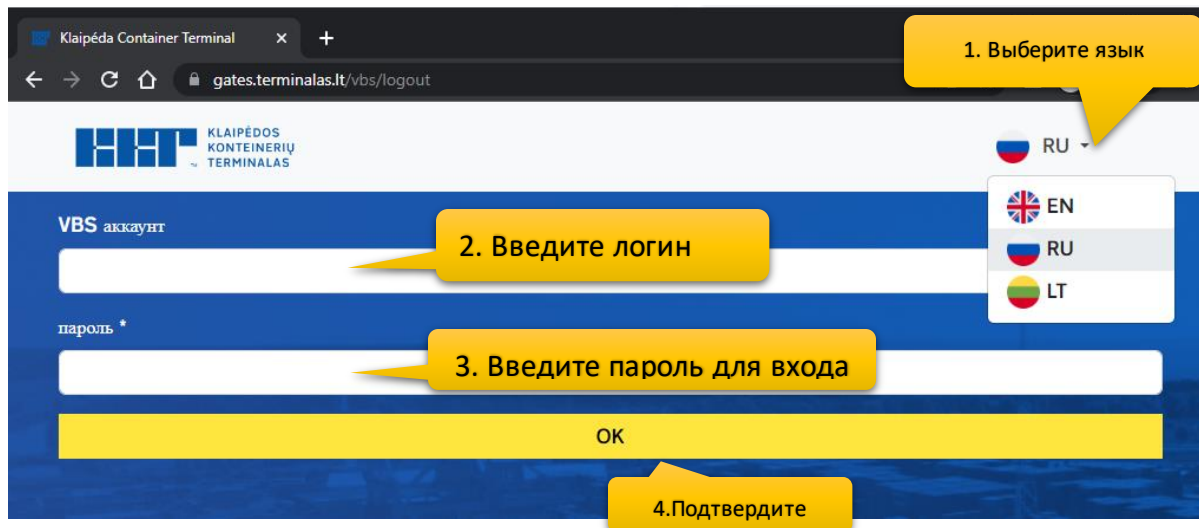 Klaipéda Container Terminal
1. Выберите язык
gates.terminalas.lt/vbs/logout
KLAIPĖDOS
KONTEINERIŲ
TERMINALAS
RU
EN
RU
LT
VBS аккаунт
2. Введите логин
пароль *
3. Введите пароль для входа
OK
4.Подтвердите